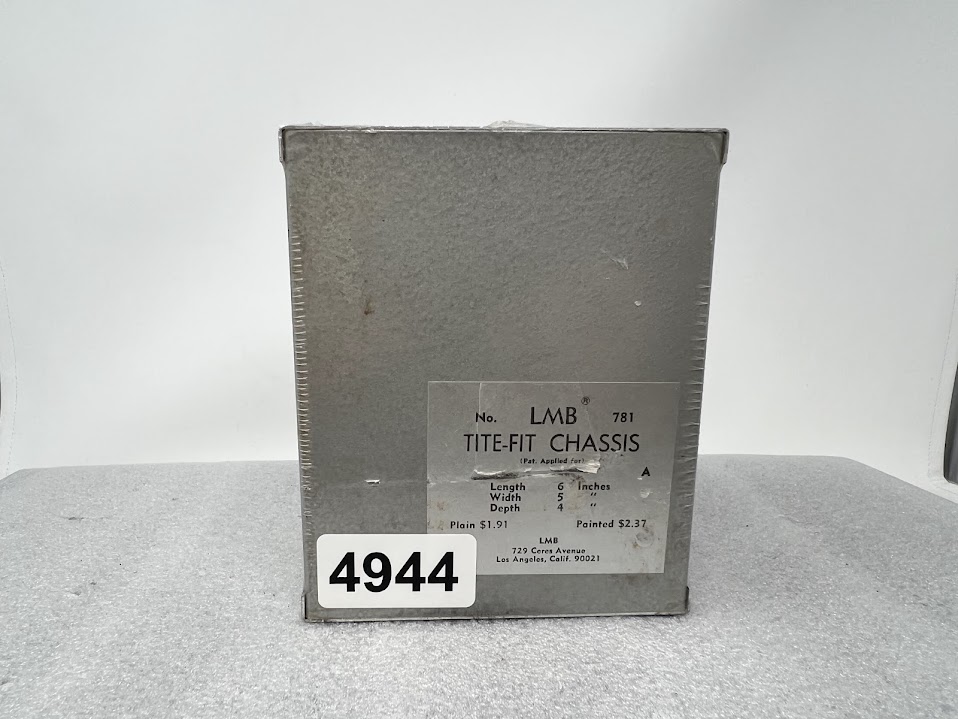 No. LMB ® 781
TITE-FIT CHASSIS
(Pat. Applied for)
A
Length 6 Inches
Width 5 "
Depth 4 "
Plain $1.91 Painted $2.37
LMB
729 Ceres Avenue
Los Angeles, Calif. 90021
4944